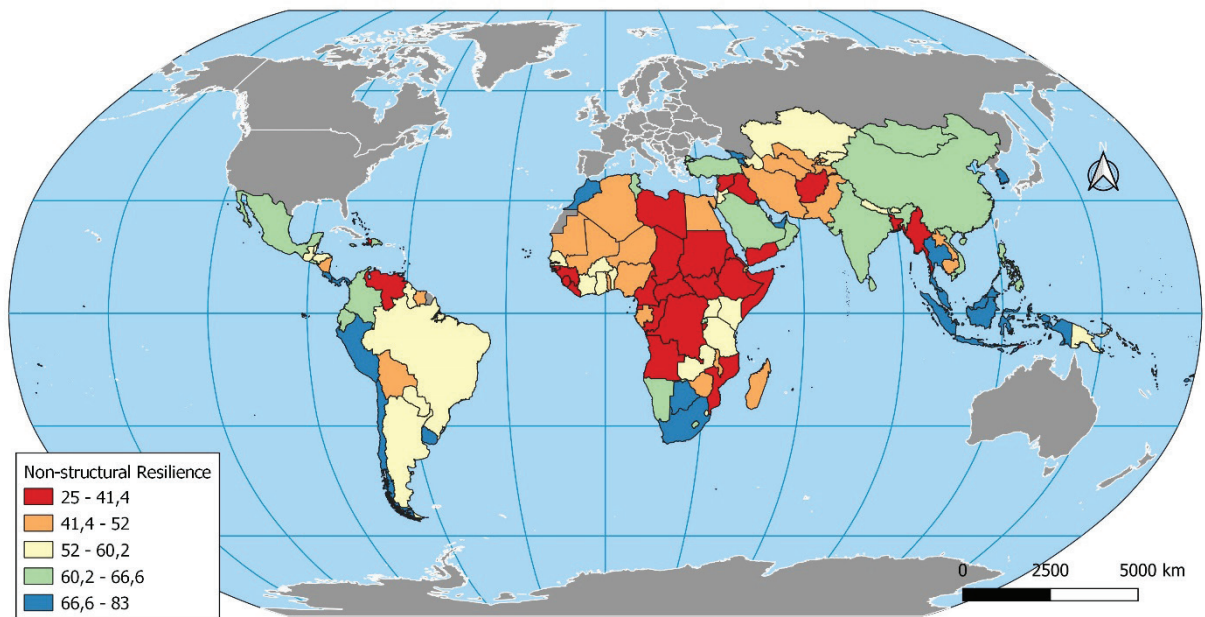 N
Non-structural Resilience
25 - 41,4
41,4 - 52
52 - 60,2
60,2 - 66,6
66,6 - 83
0 2500 5000 km